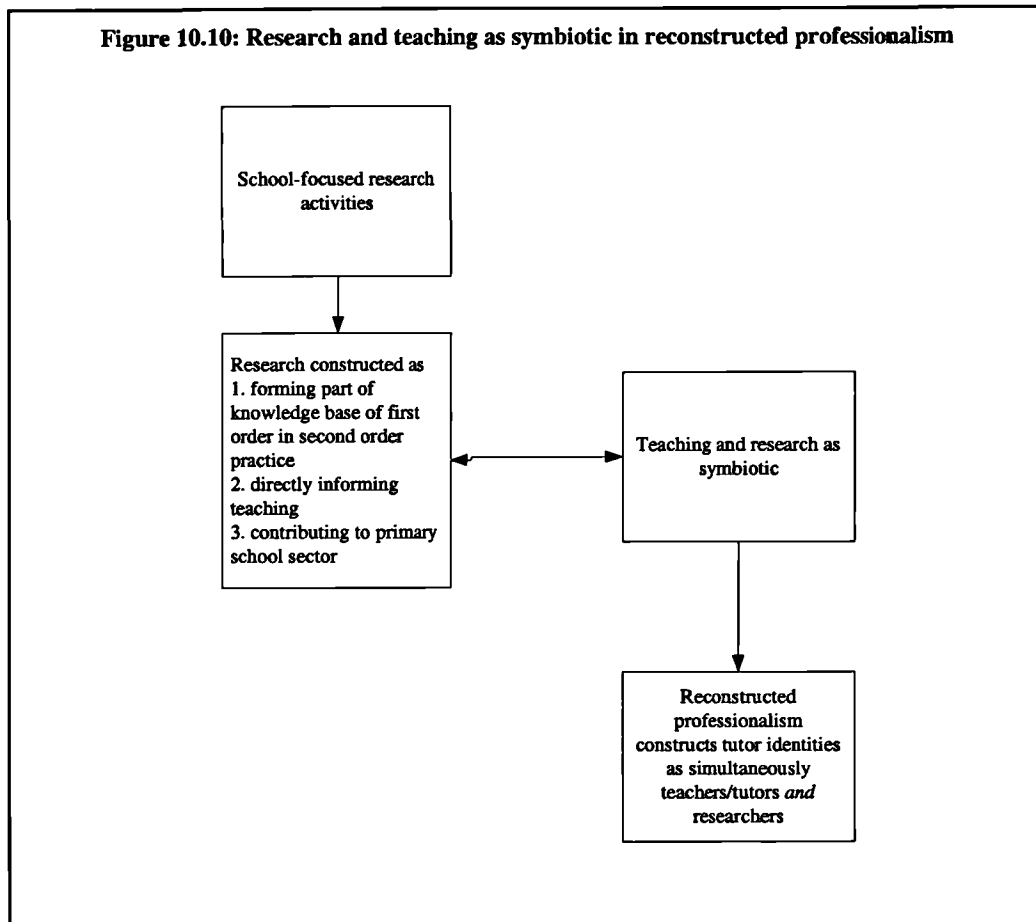 Figure 10.10: Research and teaching as symbiotic in reconstructed professionalism
School-focused research
activities
Research constructed as
1. forming part of
knowledge base of first
order in second order
practice
2. directly informing
teaching
3. contributing to primary
school sector
Teaching and research as
symbiotic
Reconstructed
professionalism
constructs tutor identities
as simultaneously
teachers/tutors and
researchers